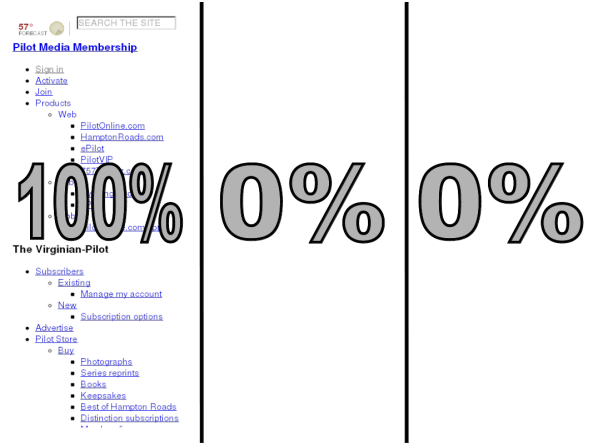 57°
FORECAST
SEARCH THE SITE
Pilot Media Membership
Sign in
Activate
Join
Products
Web
PilotOnline.com
HamptonRoads.com
ePilot
PilotVIP
100%
0%
0%
The Virginian-Pilot
Subscribers
Existing
Manage my account
New
Subscription options
Advertise
Pilot Store
Buy
Photographs
Series reprints
Books
Keepsakes
Best of Hampton Roads
Distinction subscriptions